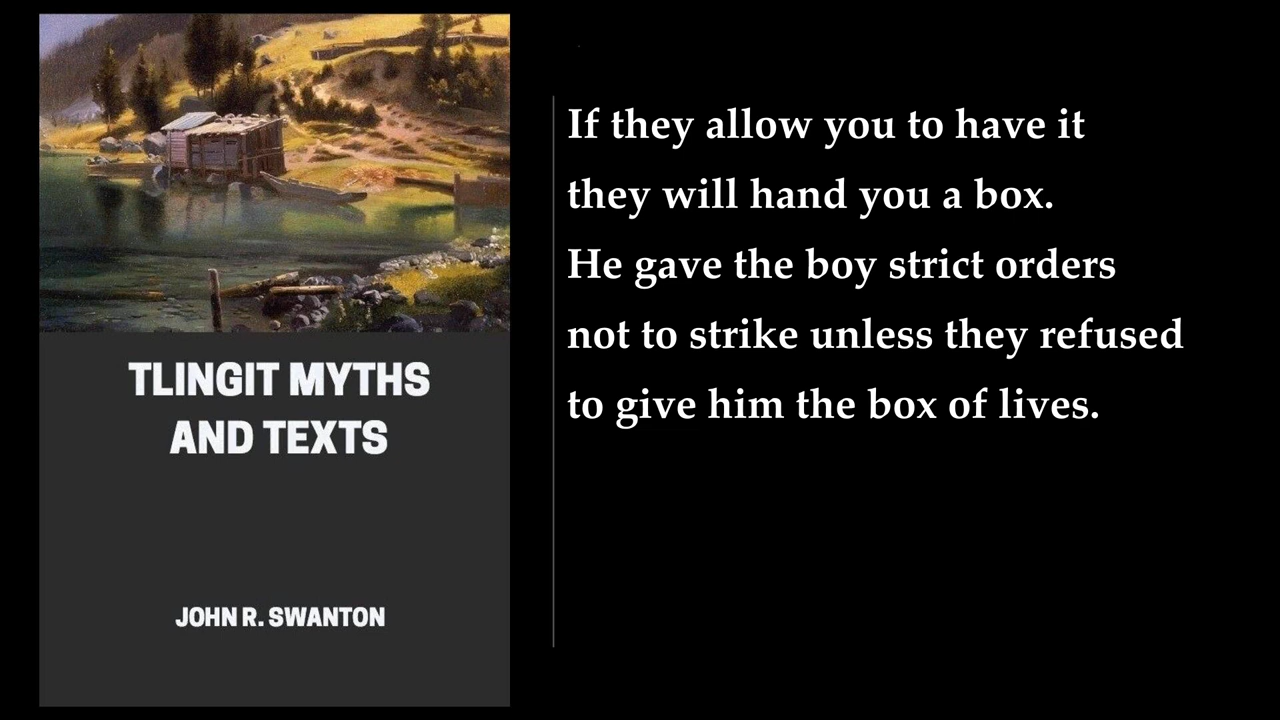 TLINGIT MYTHS
AND TEXTS
JOHN R. SWANTON
If they allow you to have it
they will hand you a box.
He gave the boy strict orders
not to strike unless they refused
to give him the box of lives.